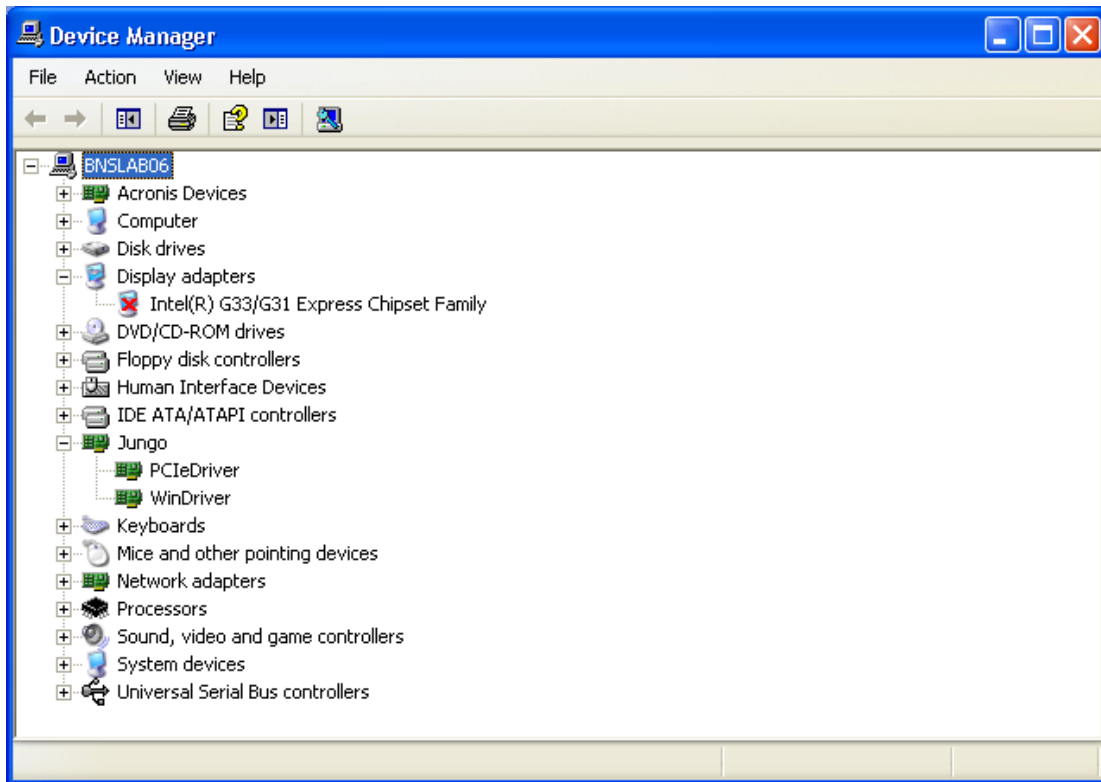 Device Manager
File Action View Help
BNSLAB06
Acronis Devices
Computer
Disk drives
Display adapters
Intel(R) G33/G31 Express Chipset Family
DVD/CD-ROM drives
Floppy disk controllers
Human Interface Devices
IDE ATA/ATAPI controllers
Jungo
PCIeDriver
WinDriver
Keyboards
Mice and other pointing devices
Network adapters
Processors
Sound, video and game controllers
System devices
Universal Serial Bus controllers